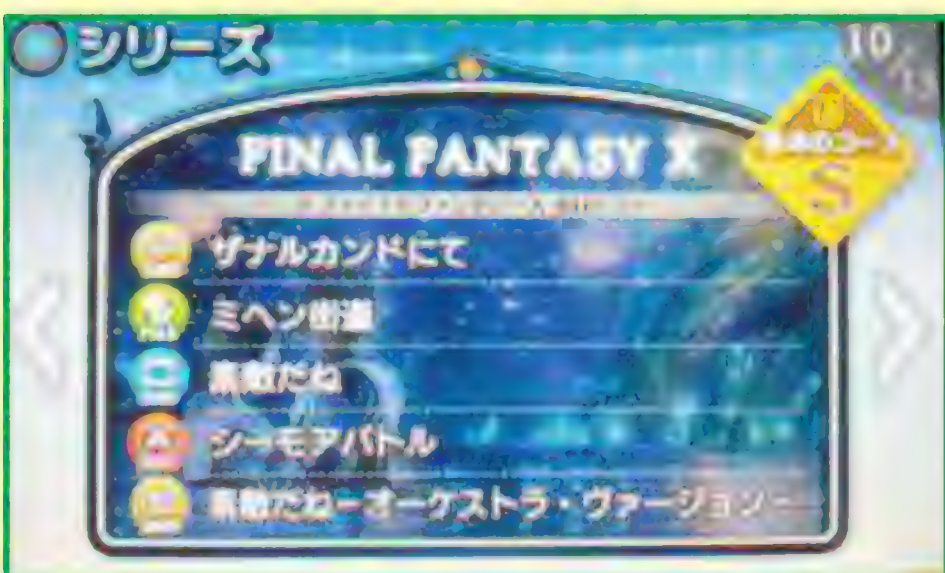 シリーズ
10/13
FINAL FANTASY X
S
ザナルカンドにて
ミヘン街道
素敵だね
シーモアバトル
素敵だね-オーケストラ・ヴァージョン-